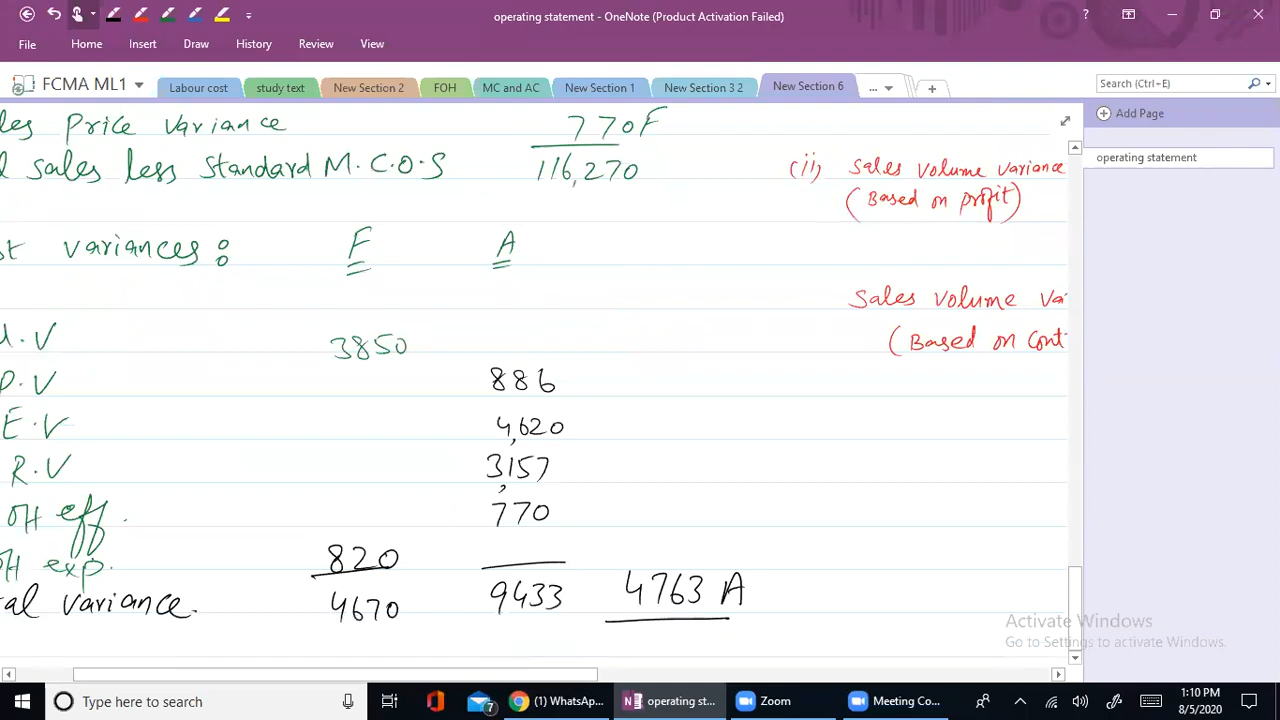 operating statement - OneNote (Product Activation Failed)
File Home Insert Draw History Review View
FCMA ML1 Labour cost study text New Section 2 FOH MC and AC New Section 1 New Section 3 2 New Section 6 ... Search (Ctrl+E)
Add Page
operating statement
les Price Variance 770F
d sales less Standard M.C.O.S 116,270
(ii) Sales Volume Variance
(Based on profit)
st variances: F A
Sales Volume Va
(Based on Cont
.V 3850
P.V 886
E.V 4,620
R.V 3,157
OH eff. 770
OH exp. 820
al variance. 4670 9433 4763 A
Activate Windows
Go to Settings to activate Windows.
Type here to search
7
(1) WhatsApp...
operating st...
Zoom
Meeting Co...
1:10 PM
8/5/2020